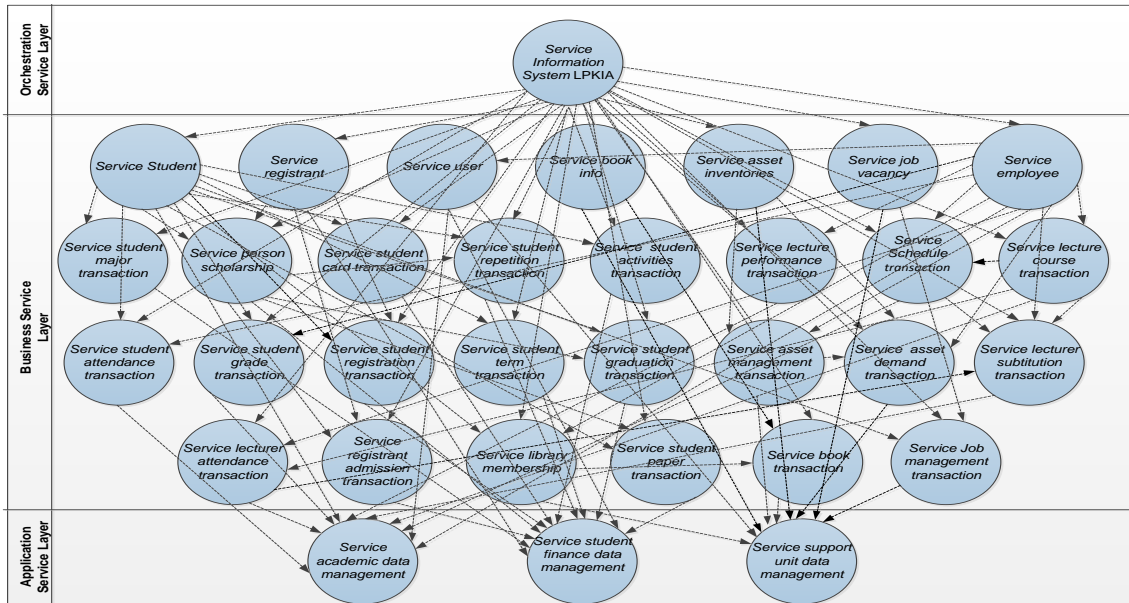 Orchestration
Service Layer
Service
Information
System LPKIA
Business Service
Layer
Service Student
Service
registrant
Service user
Service book
info
Service asset
inventories
Service job
vacancy
Service
employee
Service student
major
transaction
Service person
scholarship
Service student
card transaction
Service student
repetition
transaction
Service  student
activities
transaction
Service lecture
performance
transaction
Service
Schedule
transaction
Service lecture
course
transaction
Service student
attendance
transaction
Service student
grade
transaction
Service student
registration
transaction
Service student
term
transaction
Service student
graduation
transaction
Service asset
management
transaction
Service  asset
demand
transaction
Service lecturer
subtitution
transaction
Service lecturer
attendance
transaction
Service
registrant
admission
transaction
Service library
membership
Service student
paper
transaction
Service book
transaction
Service Job
management
transaction
Application
Service Layer
Service
academic data
management
Service student
finance data
management
Service support
unit data
management